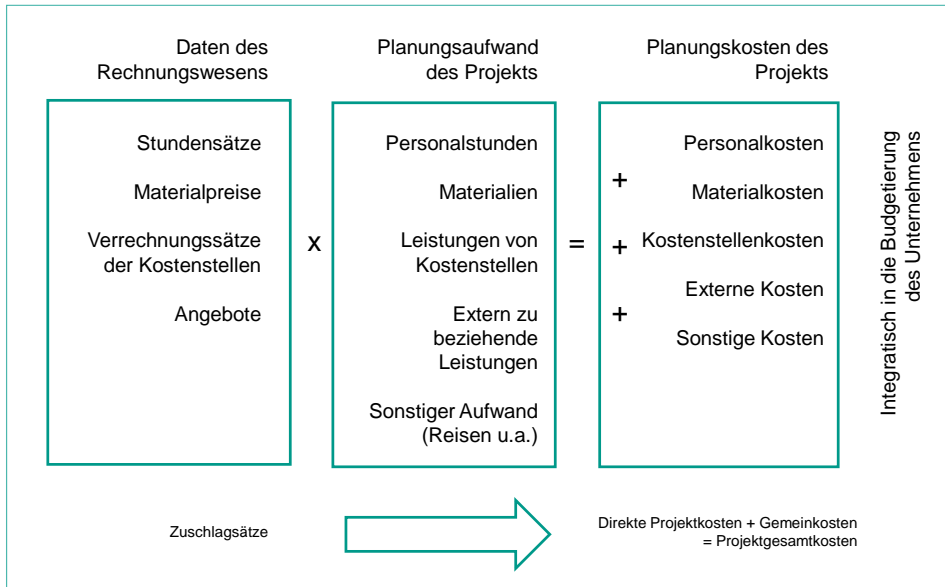 Daten des
Rechnungswesens
Stundensätze
Materialpreise
Verrechnungssätze
der Kostenstellen
Angebote
x
Planungsaufwand
des Projekts
Personalstunden
Materialien
Leistungen von
Kostenstellen
Extern zu
beziehende
Leistungen
Sonstiger Aufwand
(Reisen u.a.)
=
Planungskosten des
Projekts
Personalkosten
+
Materialkosten
+
Kostenstellenkosten
Externe Kosten
+
Sonstige Kosten
Integratisch in die Budgetierung
des Unternehmens
Zuschlagsätze
Direkte Projektkosten + Gemeinkosten
= Projektgesamtkosten